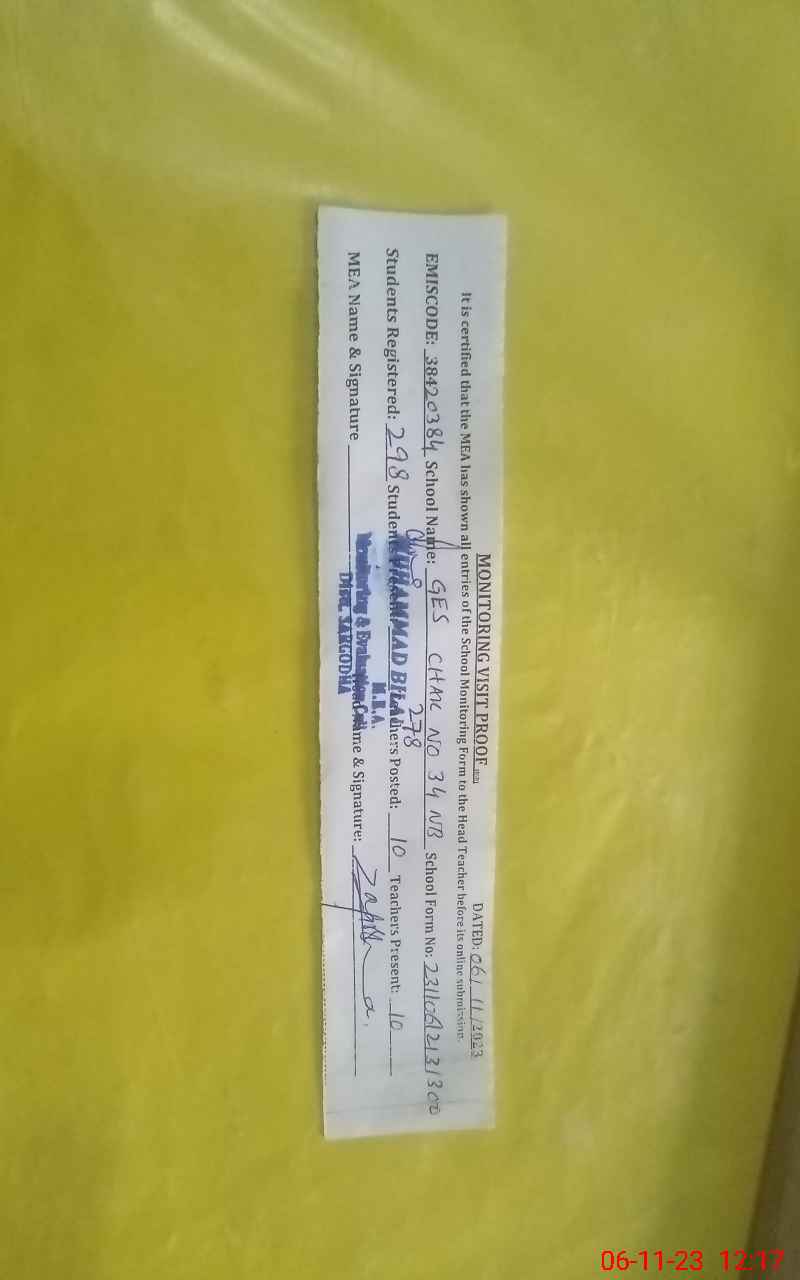 MONITORING VISIT PROOF
DATED: 06/11/2023
It is certified that the MEA has shown all entries of the School Monitoring Form to the Head Teacher before its online submission.
EMISCODE: 38420384 School Name: GES CHAK NO 34 NB School Form No: 23110612131300
Students Registered: 298 Students Present: 278 Teachers Posted: 10 Teachers Present: 10
MEA Name & Signature Head Name & Signature:
MUHAMMAD BILAL
M.E.A.
Monitoring & Evaluation Cell
Distt. SARGODHA
06-11-23 12:17